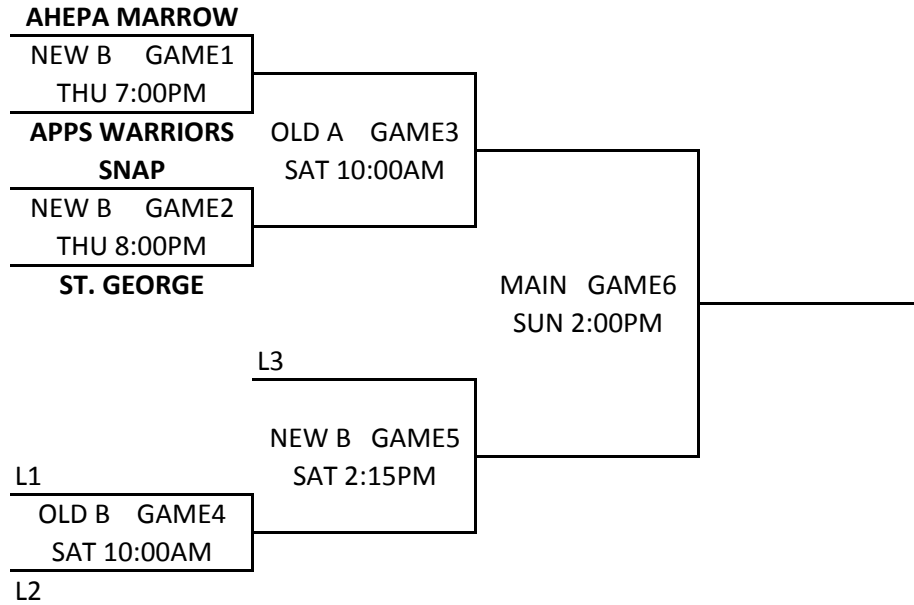 AHEPA MARROW
NEW B GAME1
THU 7:00PM
APPS WARRIORS
SNAP
NEW B GAME2
THU 8:00PM
ST. GEORGE
OLD A GAME3
SAT 10:00AM
MAIN GAME6
SUN 2:00PM
L3
NEW B GAME5
SAT 2:15PM
L1
OLD B GAME4
SAT 10:00AM
L2